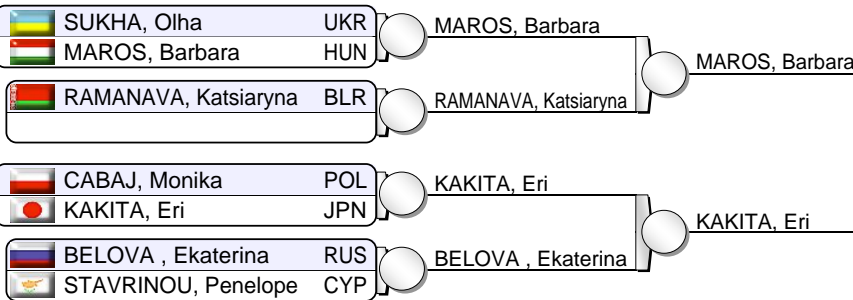 SUKHA, Olha UKR
MAROS, Barbara HUN
RAMANAVA, Katsiaryna BLR
CABAJ, Monika POL
KAKITA, Eri JPN
BELOVA , Ekaterina RUS
STAVRINOU, Penelope CYP
MAROS, Barbara
RAMANAVA, Katsiaryna
KAKITA, Eri
BELOVA , Ekaterina
MAROS, Barbara
KAKITA, Eri